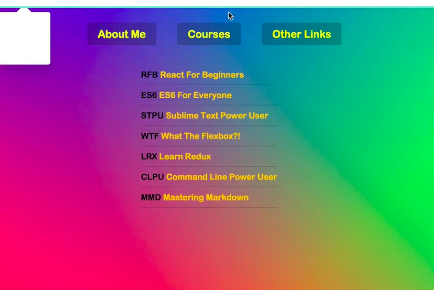 About Me Courses Other Links
RFB React For Beginners
ES6 ES6 For Everyone
STPU Sublime Text Power User
WTF What The Flexbox?!
LRX Learn Redux
CLPU Command Line Power User
MMD Mastering Markdown